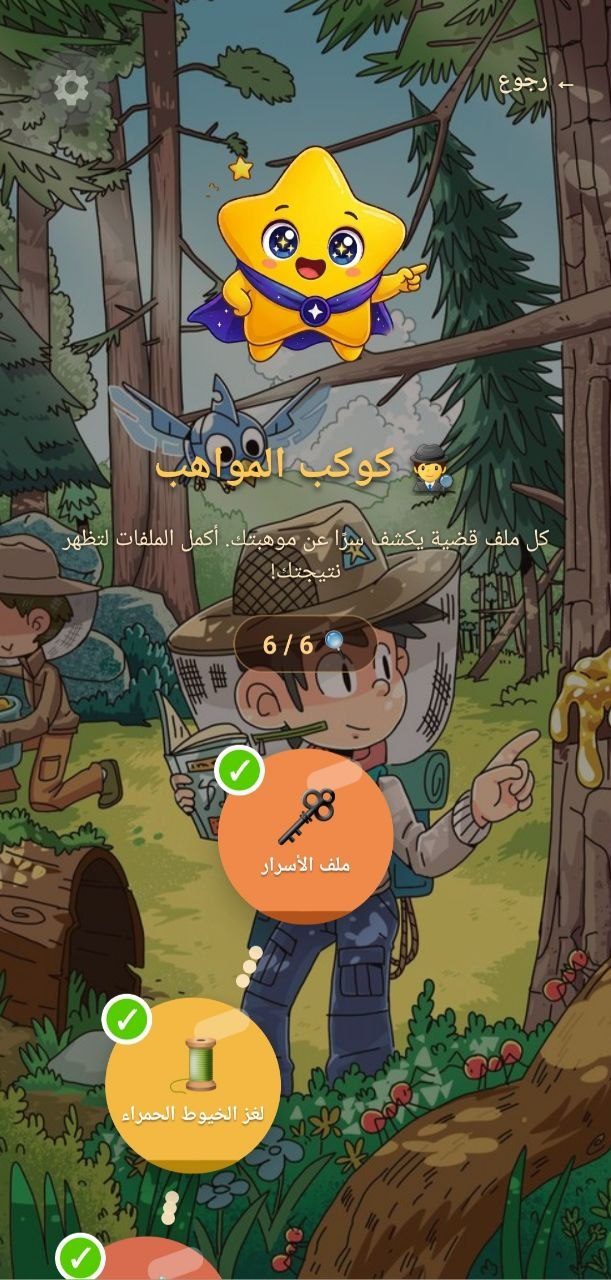 ← رجوع
كوكب المواهب
كل ملف قضية يكشف سرًا عن موهبتك. أكمل الملفات لتظهر
نتيجتك!
6 / 6
ملف الأسرار
لغز الخيوط الحمراء